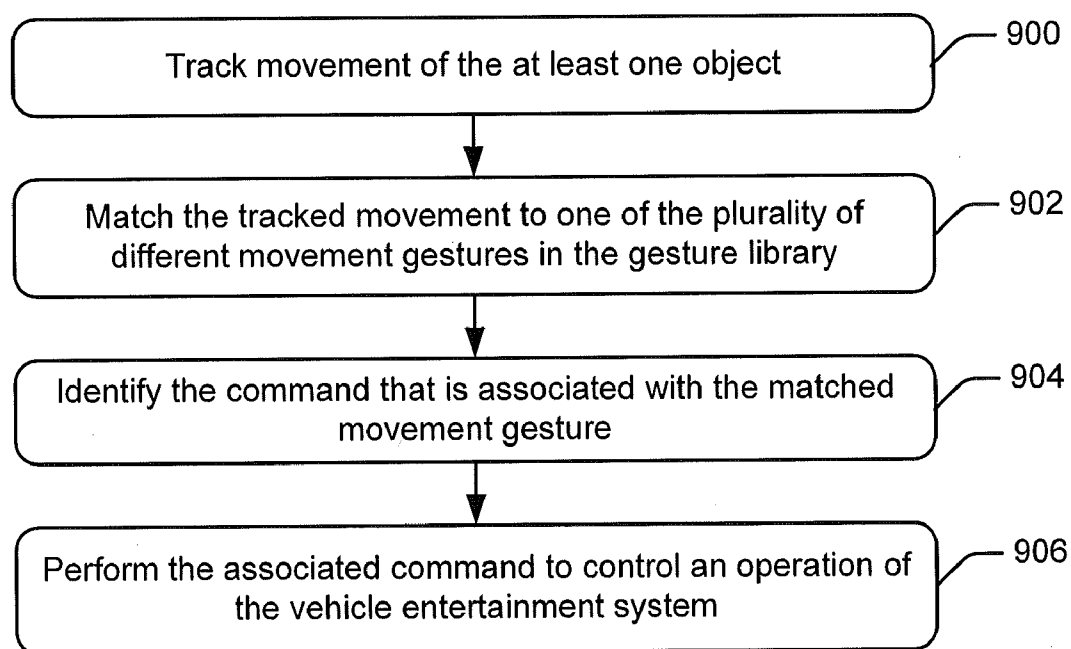 Track movement of the at least one object
900
Match the tracked movement to one of the plurality of
different movement gestures in the gesture library
902
Identify the command that is associated with the matched
movement gesture
904
Perform the associated command to control an operation of
the vehicle entertainment system
906